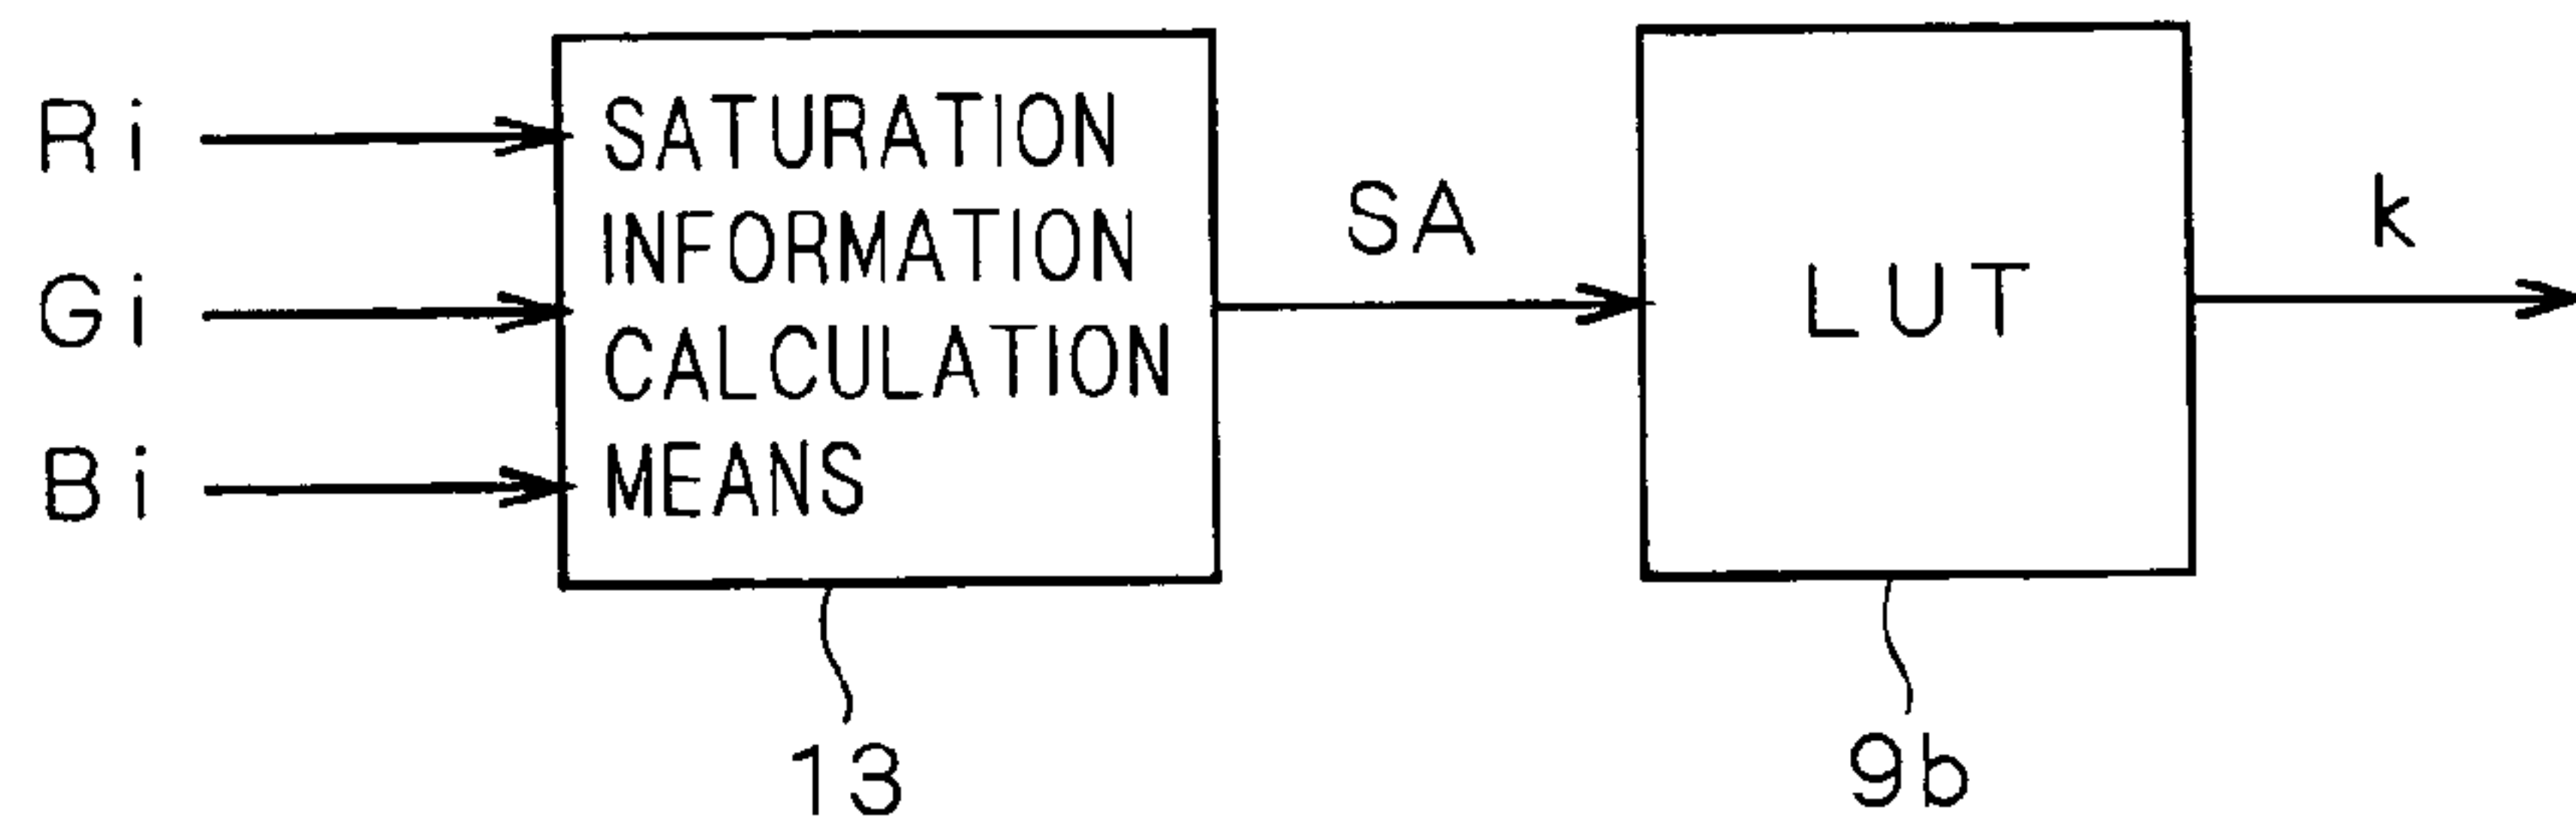 Ri
Gi
Bi
SATURATION
INFORMATION
CALCULATION
MEANS
SA
LUT
k
13
9b